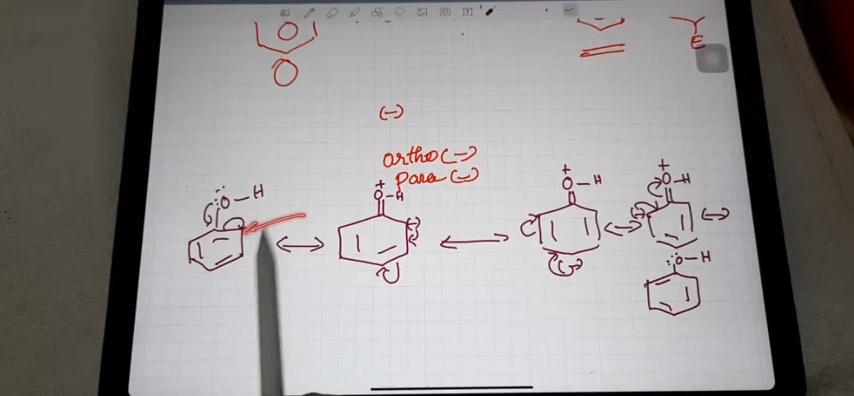 E
(−)
ortho (−)
para (−)
:O−H
+
O−H
(−)
+
O−H
(−)
+
O−H
(−)
:O−H